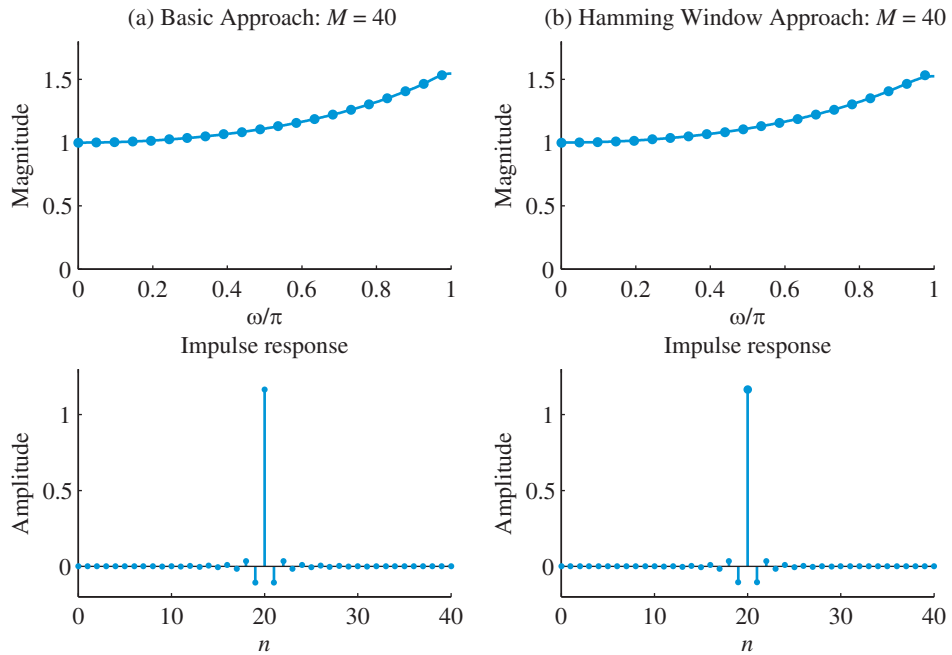 (a) Basic Approach: M = 40
1.5
1
0.5
0
Magnitude
0 0.2 0.4 0.6 0.8 1
ω/π
Impulse response
1
0.5
0
Amplitude
0 10 20 30 40
n
(b) Hamming Window Approach: M = 40
1.5
1
0.5
0
Magnitude
0 0.2 0.4 0.6 0.8 1
ω/π
Impulse response
1
0.5
0
Amplitude
0 10 20 30 40
n